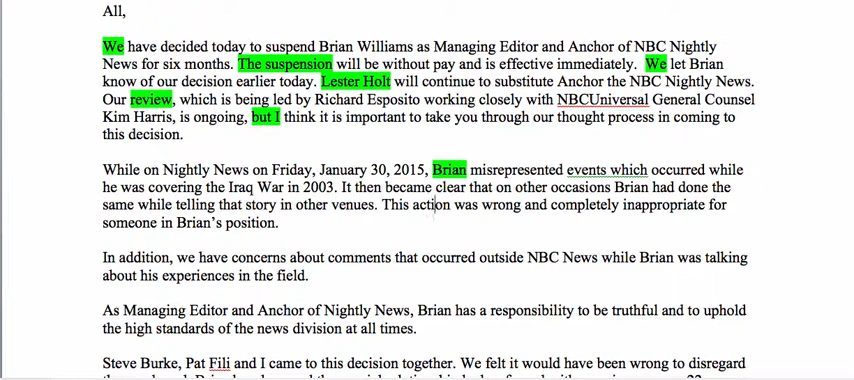 All,
We have decided today to suspend Brian Williams as Managing Editor and Anchor of NBC Nightly
News for six months. The suspension will be without pay and is effective immediately.  We let Brian
know of our decision earlier today. Lester Holt will continue to substitute Anchor the NBC Nightly News.
Our review, which is being led by Richard Esposito working closely with NBCUniversal General Counsel
Kim Harris, is ongoing, but I think it is important to take you through our thought process in coming to
this decision.
While on Nightly News on Friday, January 30, 2015, Brian misrepresented events which occurred while
he was covering the Iraq War in 2003. It then became clear that on other occasions Brian had done the
same while telling that story in other venues. This action was wrong and completely inappropriate for
someone in Brian's position.
In addition, we have concerns about comments that occurred outside NBC News while Brian was talking
about his experiences in the field.
As Managing Editor and Anchor of Nightly News, Brian has a responsibility to be truthful and to uphold
the high standards of the news division at all times.
Steve Burke, Pat Fili and I came to this decision together. We felt it would have been wrong to disregard